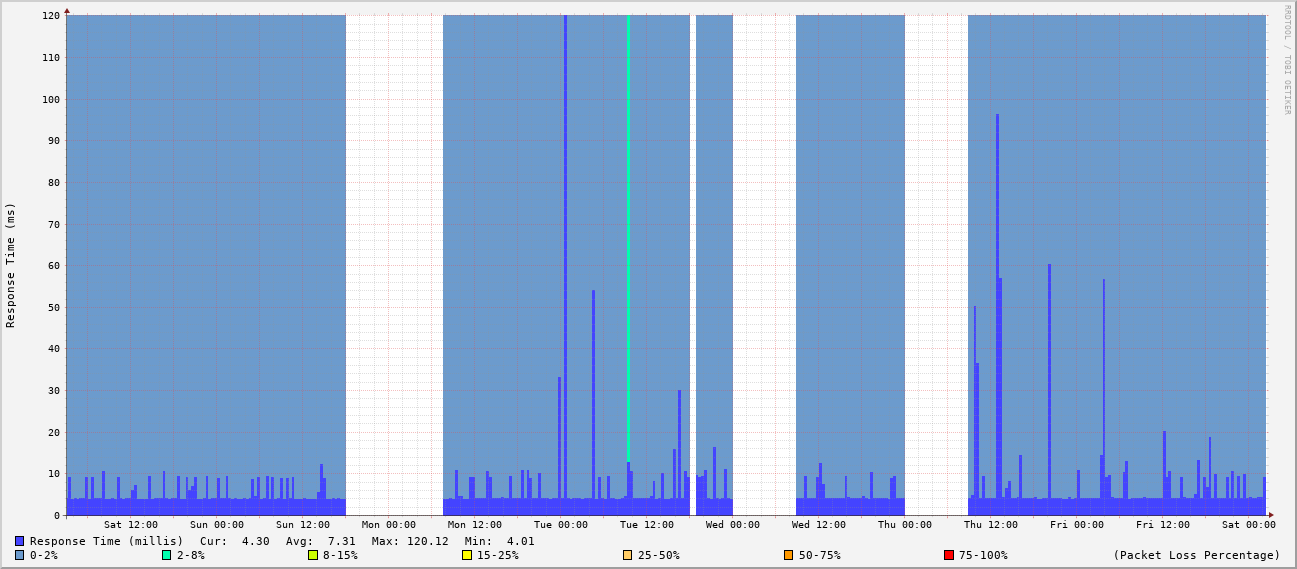 RRDTOOL / TOBI OETIKER
Response Time (ms)
120
110
100
90
80
70
60
50
40
30
20
10
0
Sat 12:00 Sun 00:00 Sun 12:00 Mon 00:00 Mon 12:00 Tue 00:00 Tue 12:00 Wed 00:00 Wed 12:00 Thu 00:00 Thu 12:00 Fri 00:00 Fri 12:00 Sat 00:00
Response Time (millis) Cur: 4.30 Avg: 7.31 Max: 120.12 Min: 4.01
0-2% 2-8% 8-15% 15-25% 25-50% 50-75% 75-100% (Packet Loss Percentage)